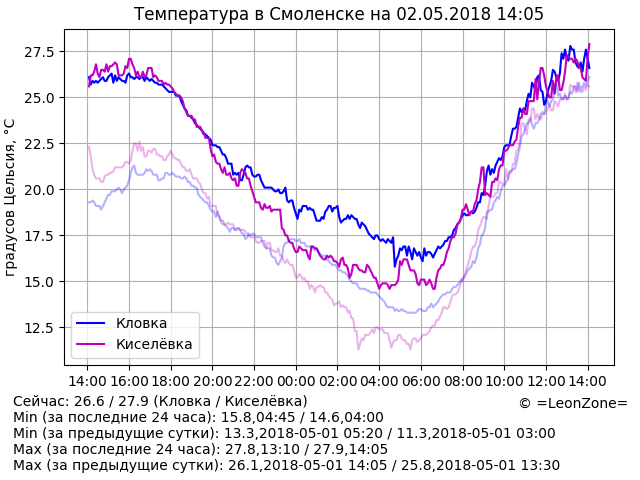 Температура в Смоленске на 02.05.2018 14:05
градусов Цельсия, °C
27.5
25.0
22.5
20.0
17.5
15.0
12.5
Кловка
Киселёвка
14:00 16:00 18:00 20:00 22:00 00:00 02:00 04:00 06:00 08:00 10:00 12:00 14:00
Сейчас: 26.6 / 27.9 (Кловка / Киселёвка)
© =LeonZone=
Min (за последние 24 часа): 15.8,04:45 / 14.6,04:00
Min (за предыдущие сутки): 13.3,2018-05-01 05:20 / 11.3,2018-05-01 03:00
Max (за последние 24 часа): 27.8,13:10 / 27.9,14:05
Max (за предыдущие сутки): 26.1,2018-05-01 14:05 / 25.8,2018-05-01 13:30